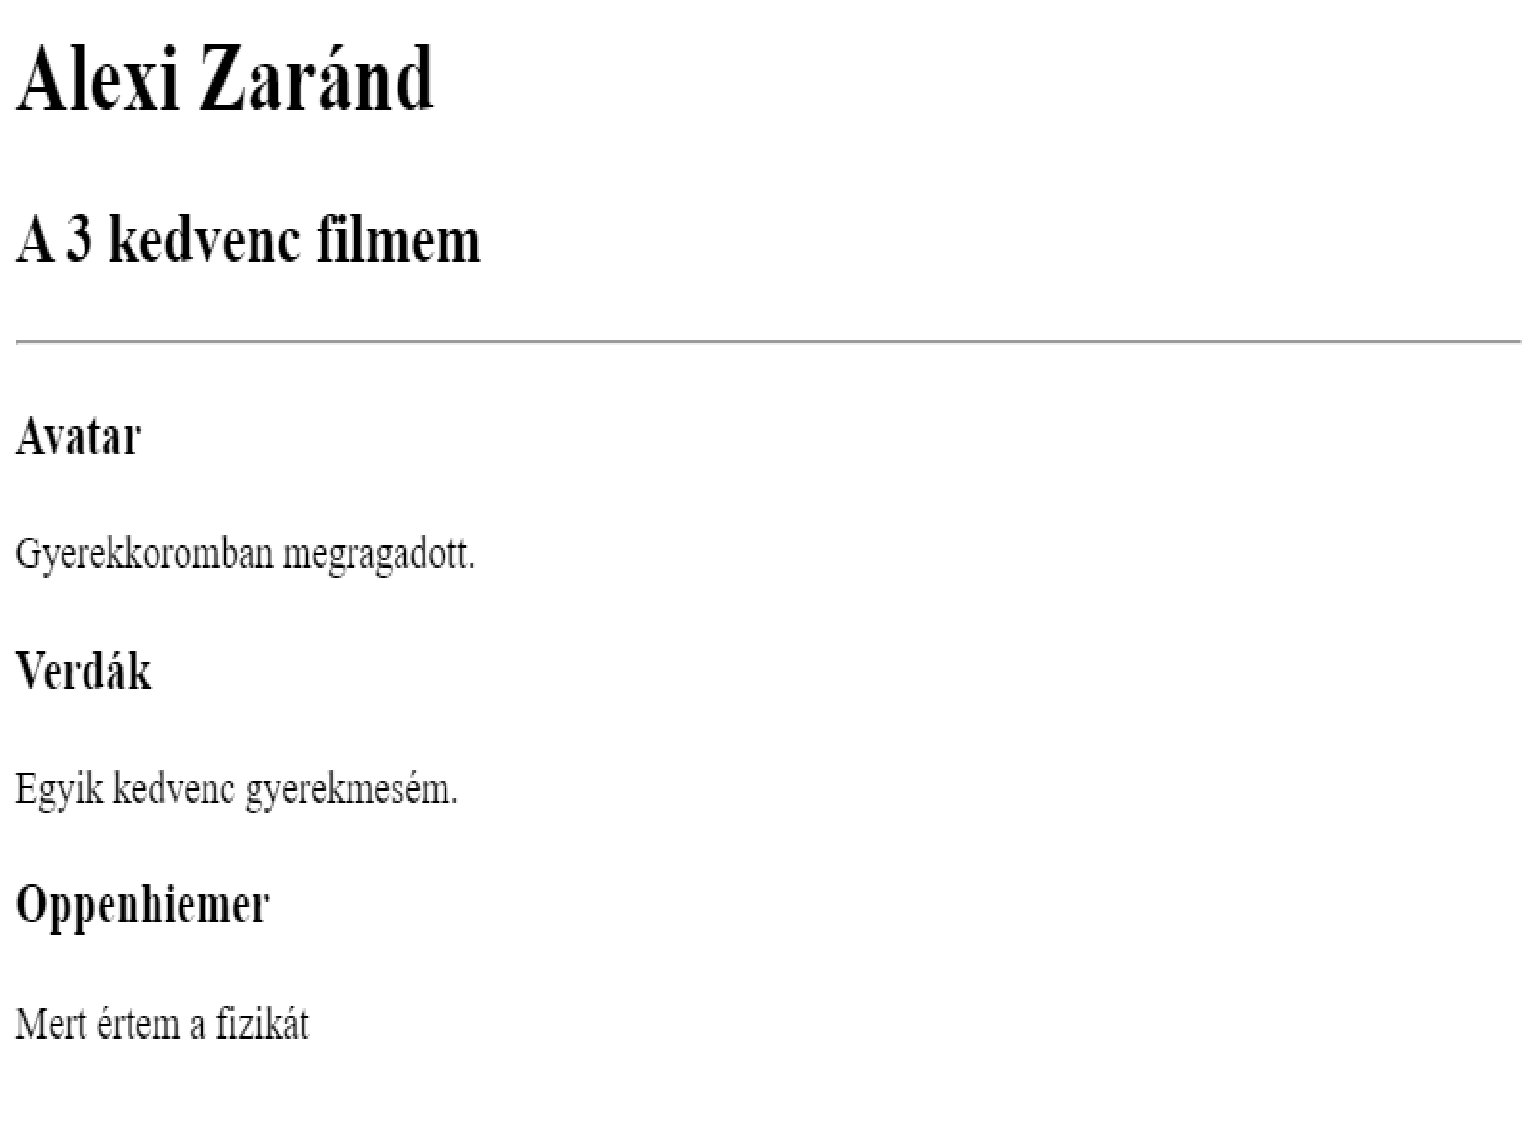 Alexi Zaránd
A 3 kedvenc filmem
Avatar
Gyerekkoromban megragadott.
Verdák
Egyik kedvenc gyerekmesém.
Oppenhiemer
Mert értem a fizikát